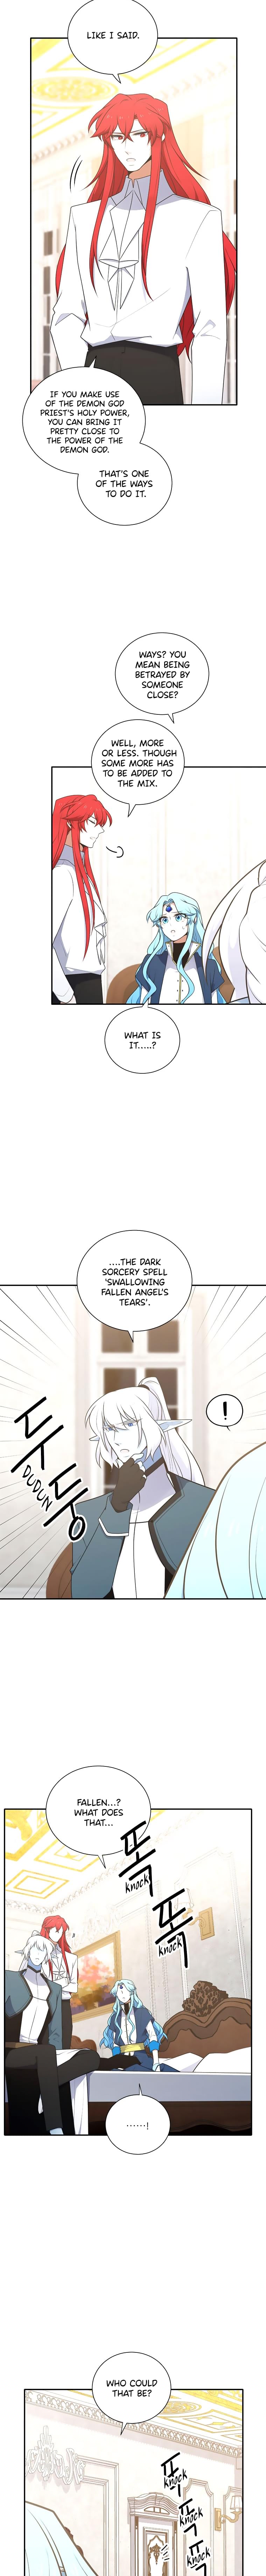 LIKE I SAID.
IF YOU MAKE USE
OF THE DEMON GOD
PRIEST'S HOLY POWER,
YOU CAN BRING IT
PRETTY CLOSE TO
THE POWER OF THE
DEMON GOD.
THAT'S ONE
OF THE WAYS
TO DO IT.
WAYS? YOU
MEAN BEING
BETRAYED BY
SOMEONE
CLOSE?
WELL, MORE
OR LESS. THOUGH
SOME MORE HAS
TO BE ADDED TO
THE MIX.
WHAT IS
IT.....?
....THE DARK
SORCERY SPELL
'SWALLOWING
FALLEN ANGEL'S
TEARS'.
!
두둥
DUDUN
FALLEN...?
WHAT DOES
THAT...
똑
knock
똑
knock
......!
WHO COULD
THAT BE?
똑
knock
똑
knock
똑
knock